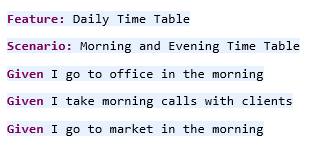 Feature: Daily Time Table
Scenario: Morning and Evening Time Table
Given I go to office in the morning
Given I take morning calls with clients
Given I go to market in the morning